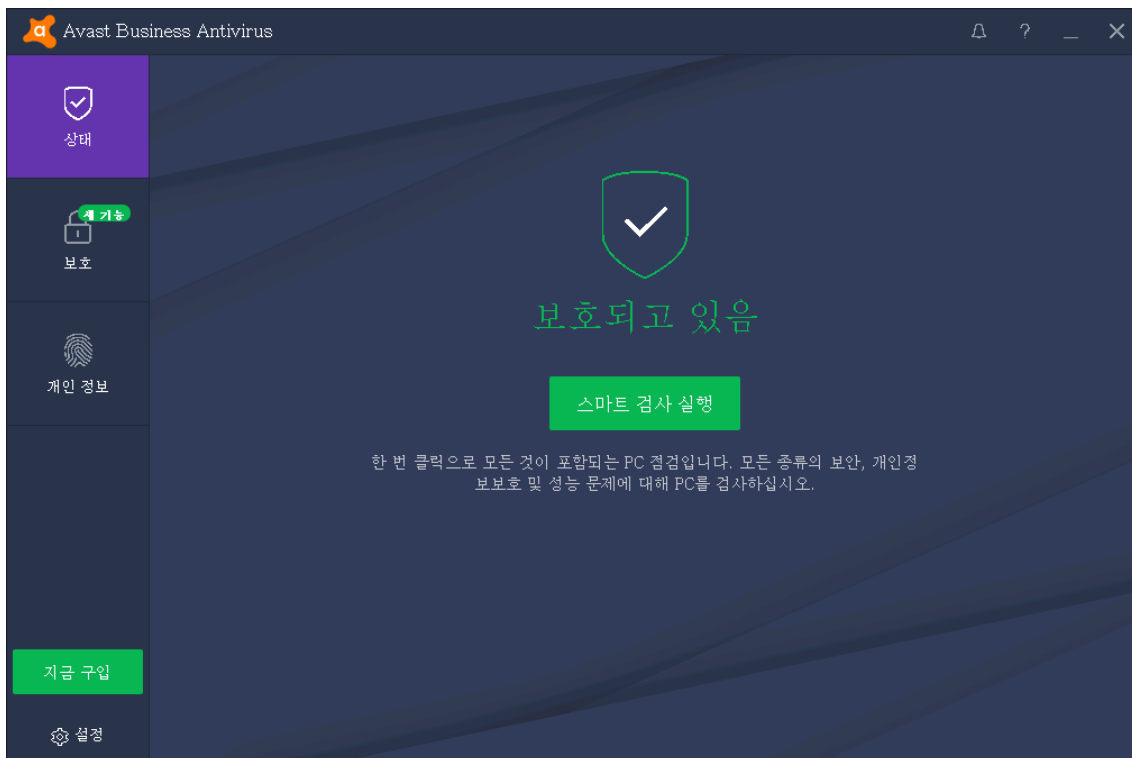 Avast Business Antivirus
?
상태
새 기능
보호
개인 정보
보호되고 있음
스마트 검사 실행
한 번 클릭으로 모든 것이 포함되는 PC 점검입니다. 모든 종류의 보안, 개인정
보보호 및 성능 문제에 대해 PC를 검사하십시오.
지금 구입
설정